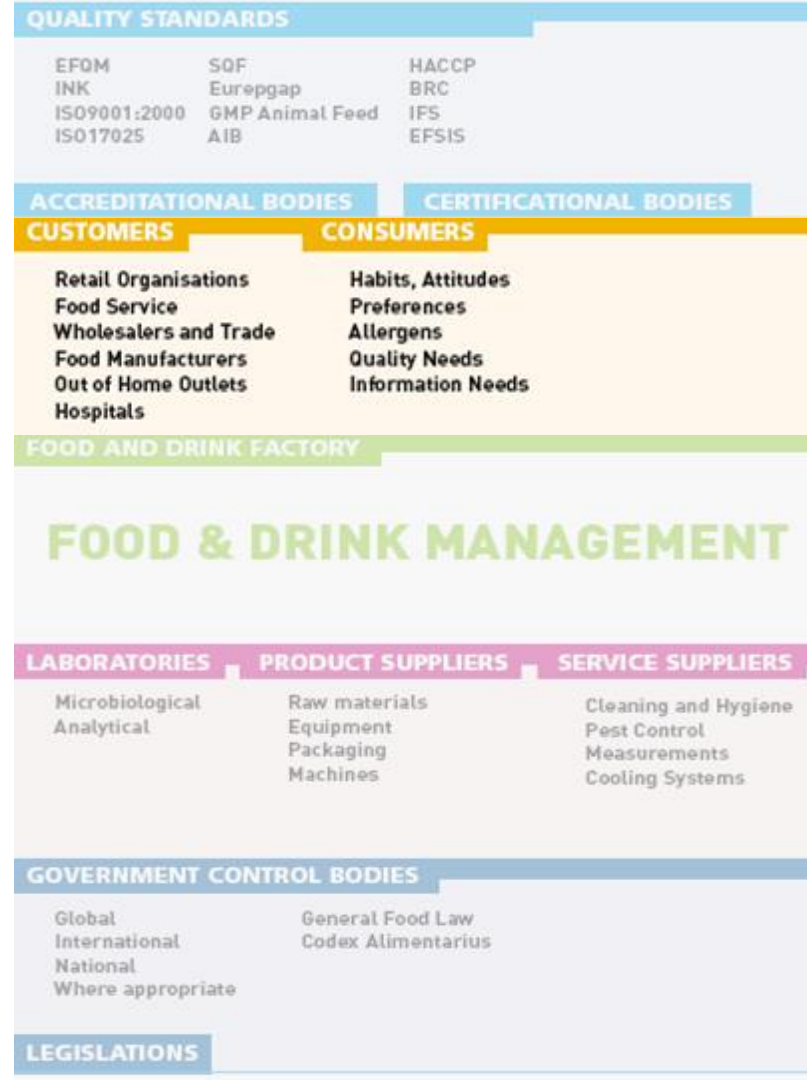 QUALITY STANDARDS
EFQM SQF HACCP
INK Eurepgap BRC
ISO9001:2000 GMP Animal Feed IFS
ISO17025 AIB EFSIS
ACCREDITATIONAL BODIES CERTIFICATIONAL BODIES
CUSTOMERS CONSUMERS
Retail Organisations Habits, Attitudes
Food Service Preferences
Wholesalers and Trade Allergens
Food Manufacturers Quality Needs
Out of Home Outlets Information Needs
Hospitals
FOOD AND DRINK FACTORY
FOOD & DRINK MANAGEMENT
LABORATORIES PRODUCT SUPPLIERS SERVICE SUPPLIERS
Microbiological Raw materials Cleaning and Hygiene
Analytical Equipment Pest Control
Packaging Measurements
Machines Cooling Systems
GOVERNMENT CONTROL BODIES
Global General Food Law
International Codex Alimentarius
National
Where appropriate
LEGISLATIONS